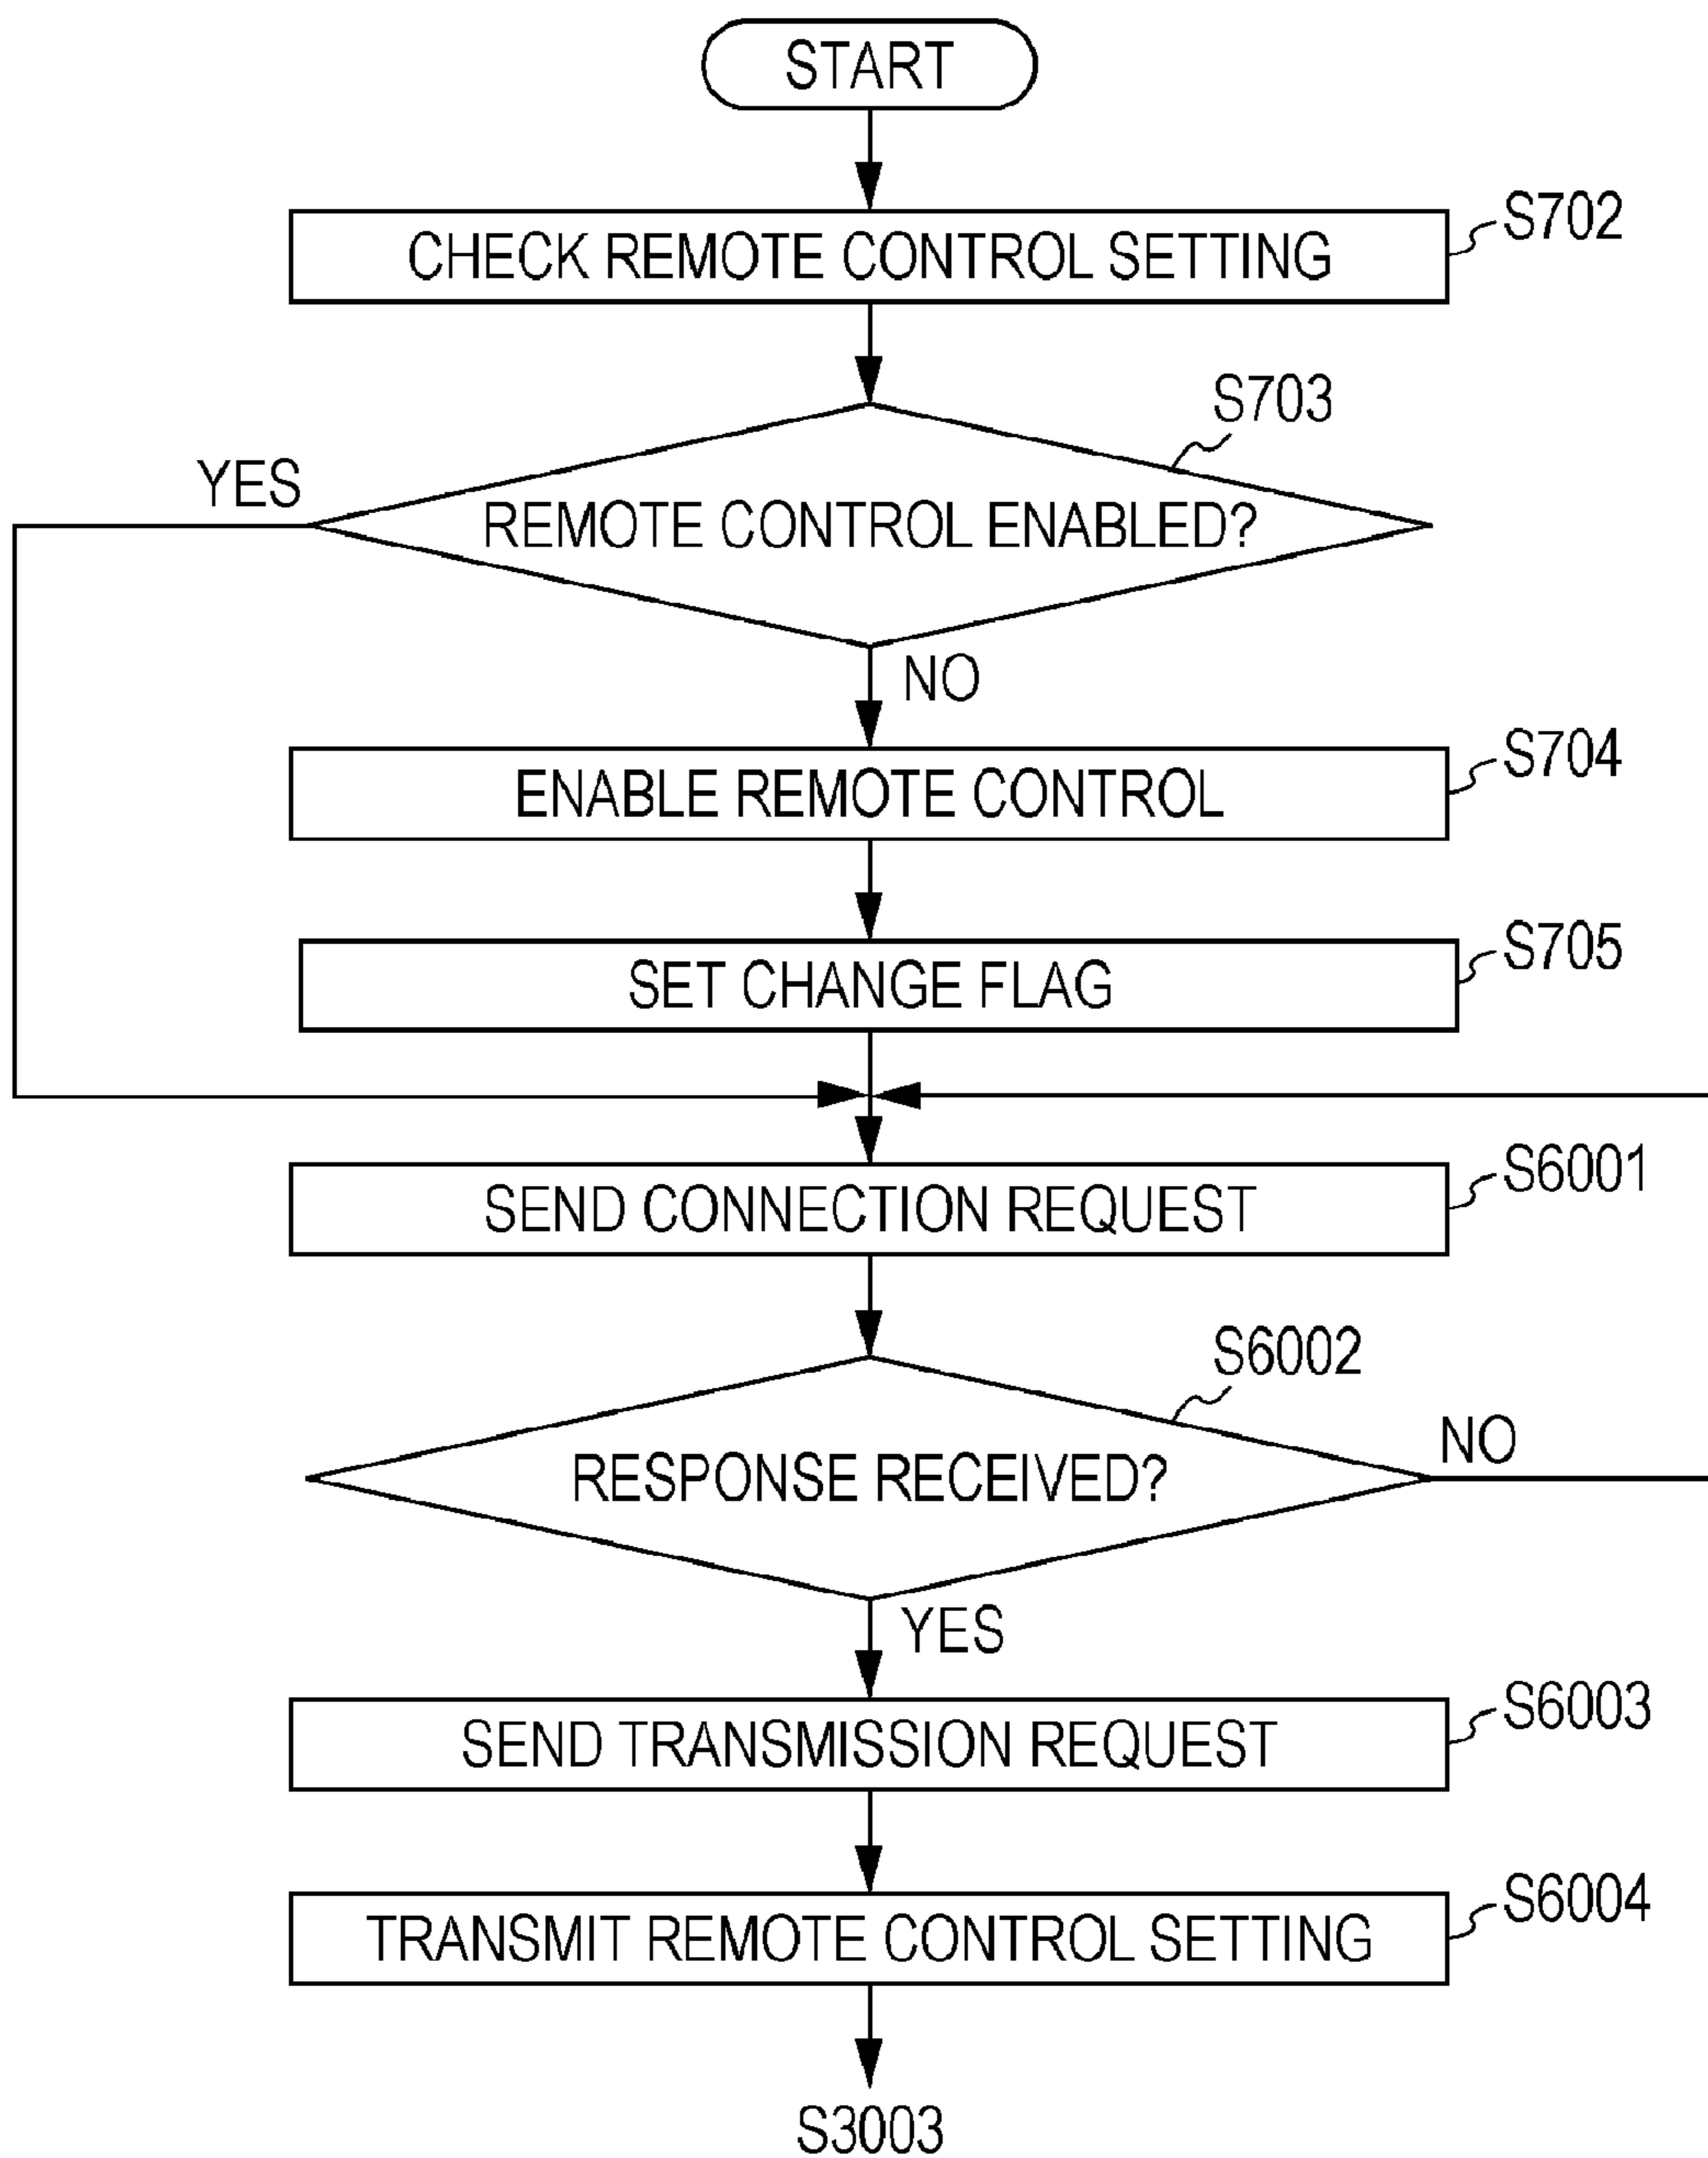 START
CHECK REMOTE CONTROL SETTING
S702
S703
YES
REMOTE CONTROL ENABLED?
NO
ENABLE REMOTE CONTROL
S704
SET CHANGE FLAG
S705
SEND CONNECTION REQUEST
S6001
S6002
RESPONSE RECEIVED?
NO
YES
SEND TRANSMISSION REQUEST
S6003
TRANSMIT REMOTE CONTROL SETTING
S6004
S3003